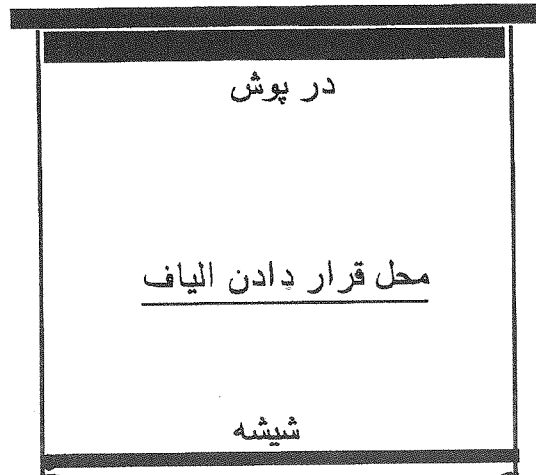 در پوش
محل قرار دادن الیاف
شیشه